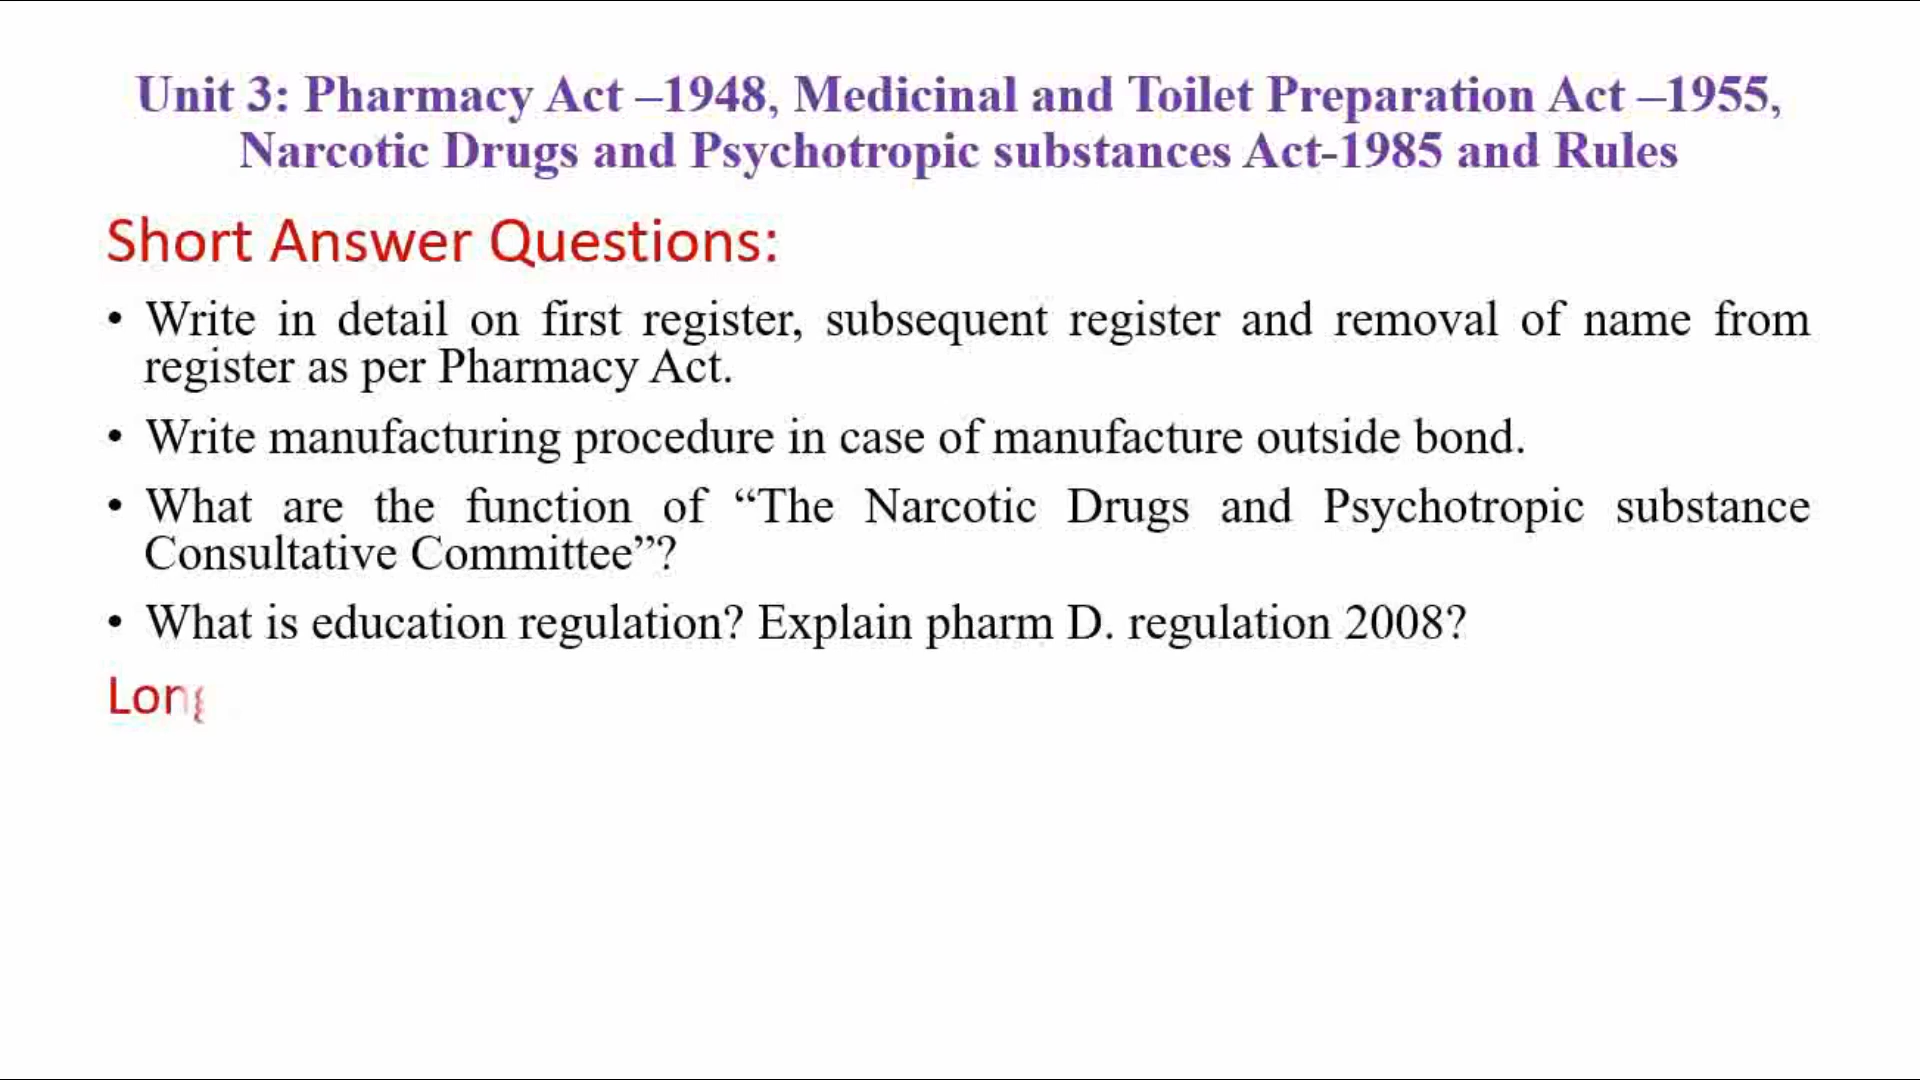 Unit 3: Pharmacy Act –1948, Medicinal and Toilet Preparation Act –1955,
Narcotic Drugs and Psychotropic substances Act-1985 and Rules
Short Answer Questions:
• Write in detail on first register, subsequent register and removal of name from
register as per Pharmacy Act.
• Write manufacturing procedure in case of manufacture outside bond.
• What are the function of “The Narcotic Drugs and Psychotropic substance
Consultative Committee”?
• What is education regulation? Explain pharm D. regulation 2008?
Long